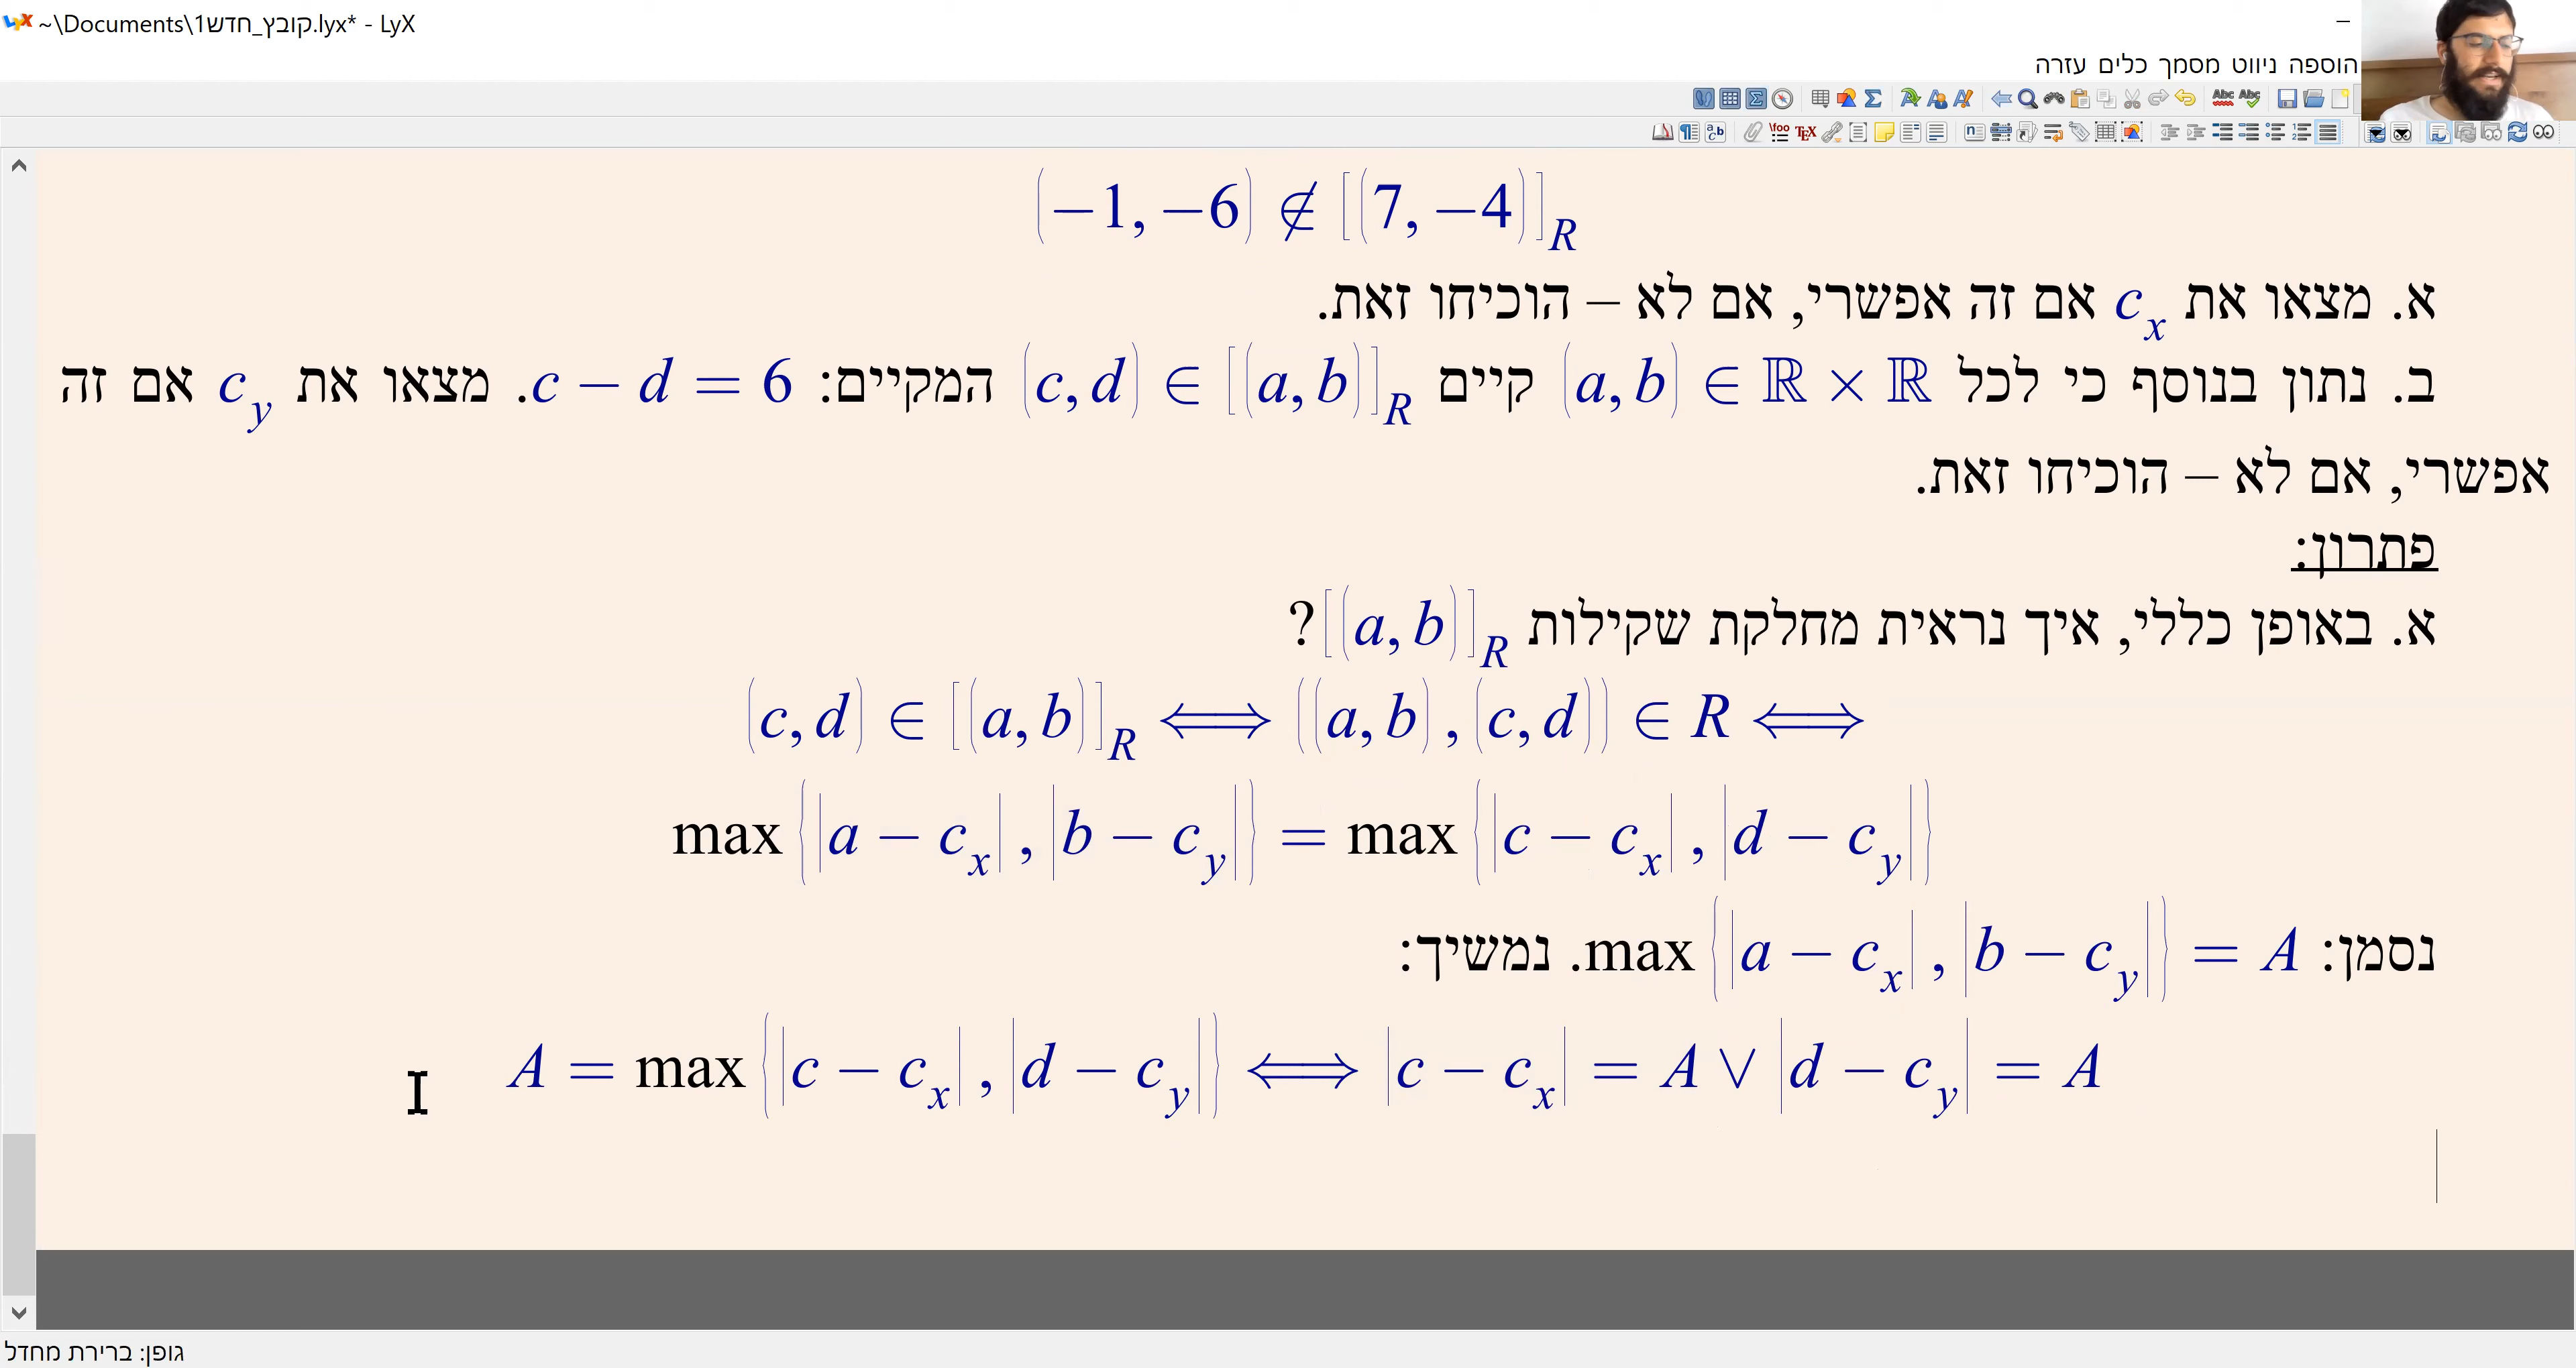 ~\Documents\קובץ_חדש1.lyx* - LyX
הוספה ניווט מסמך כלים עזרה
(−1, −6) ∉ [(7, −4)]_R
א. מצאו את c_x אם זה אפשרי, אם לא – הוכיחו זאת.
ב. נתון בנוסף כי לכל (a, b) ∈ ℝ × ℝ קיים (c, d) ∈ [(a, b)]_R המקיים: c − d = 6. מצאו את c_y אם זה
אפשרי, אם לא – הוכיחו זאת.
פתרון:
א. באופן כללי, איך נראית מחלקת שקילות [(a, b)]_R?
(c, d) ∈ [(a, b)]_R ⟺ ((a, b), (c, d)) ∈ R ⟺
max {|a − c_x|, |b − c_y|} = max {|c − c_x|, |d − c_y|}
נסמן: max {|a − c_x|, |b − c_y|} = A. נמשיך:
A = max {|c − c_x|, |d − c_y|} ⟺ |c − c_x| = A ∨ |d − c_y| = A
גופן: ברירת מחדל